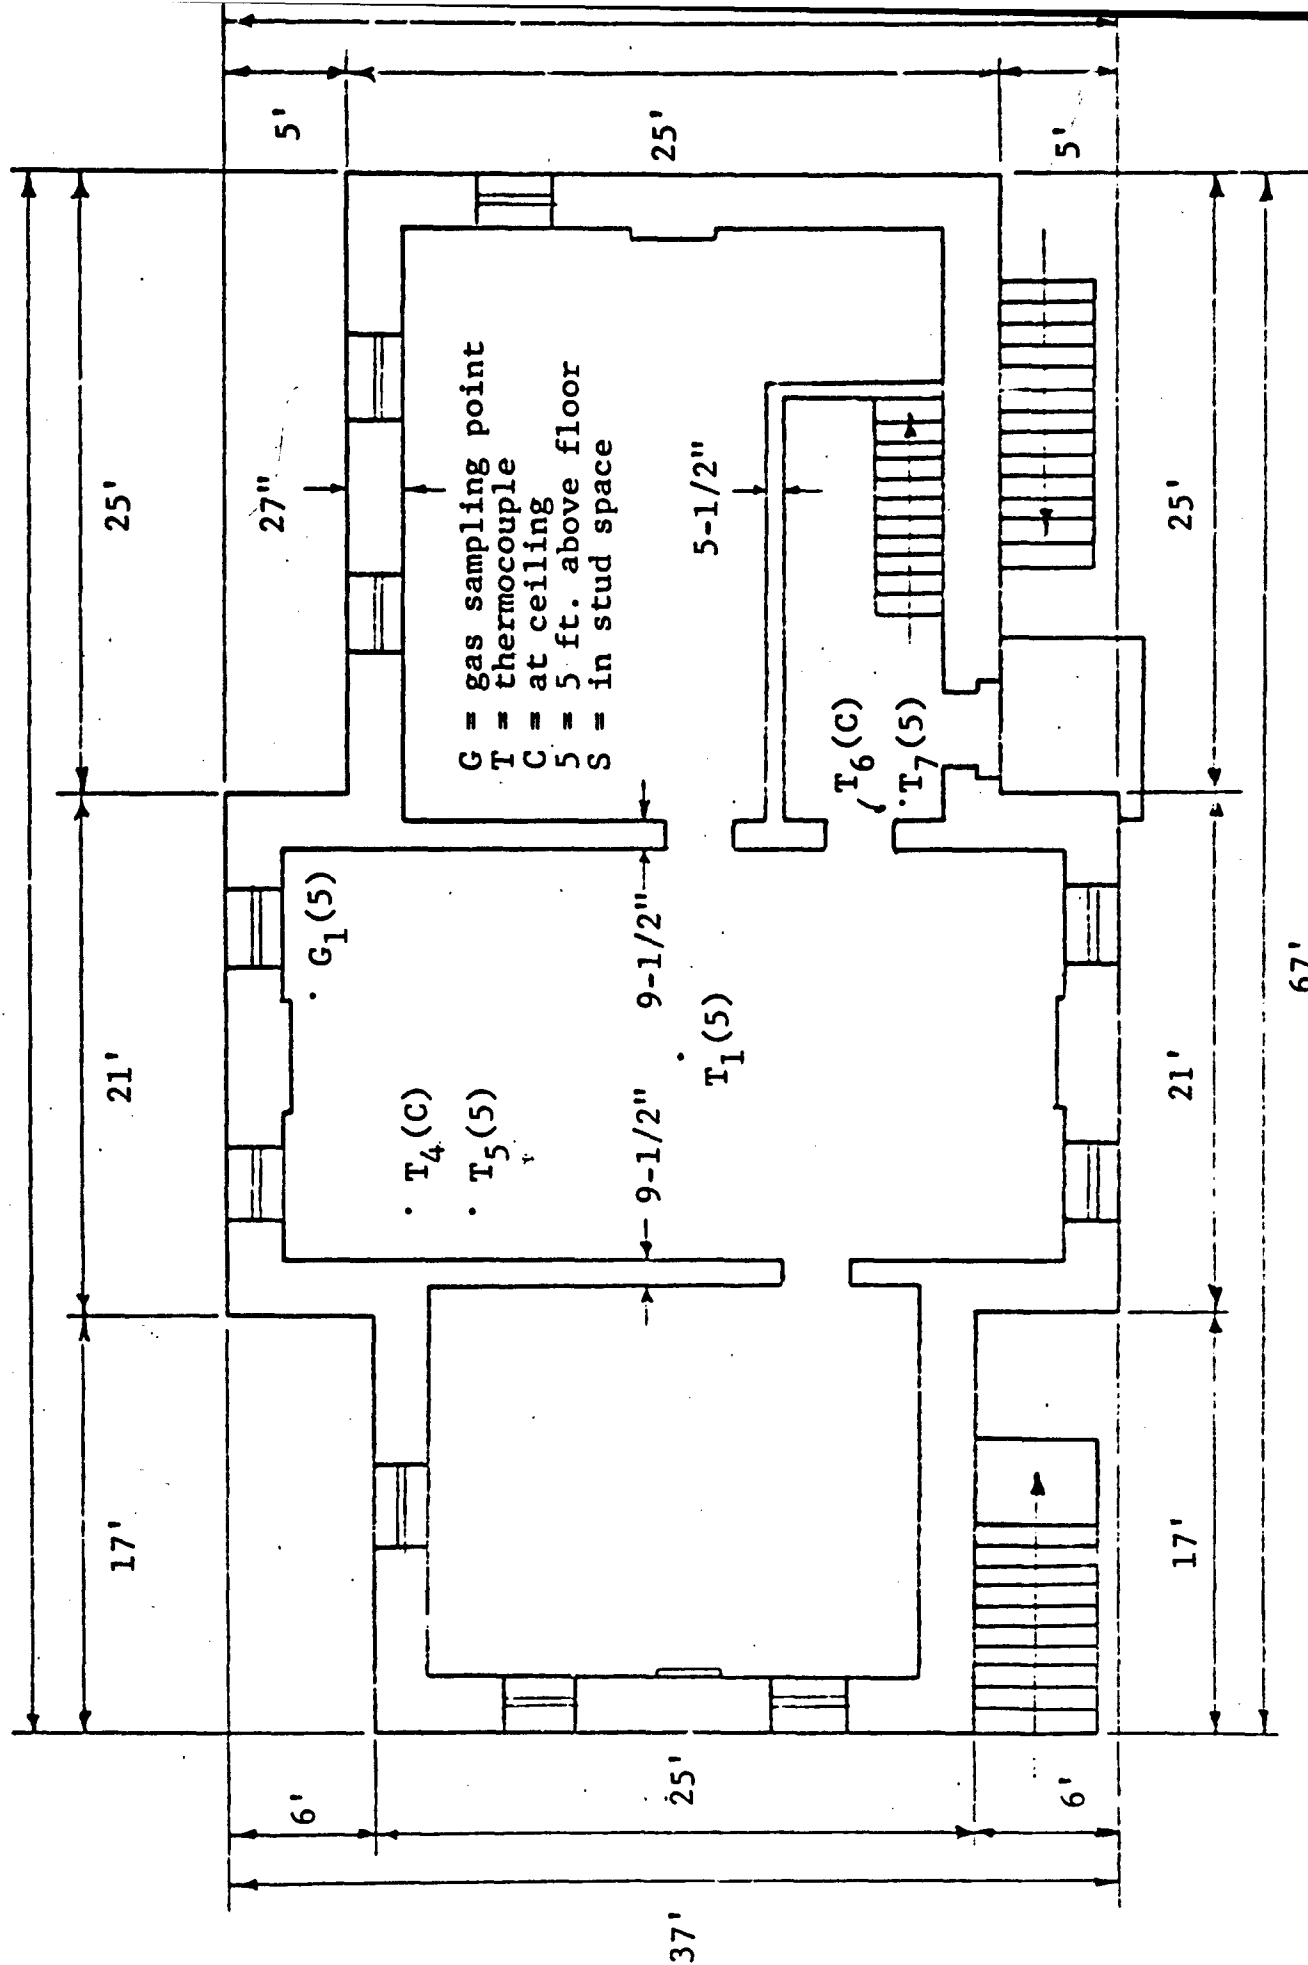 5'
25'
5'
25'
27"
G = gas sampling point
T = thermocouple
C = at ceiling
5 = 5 ft. above floor
S = in stud space
5-1/2"
25'
T6(C)
T7(5)
G1(5)
9-1/2"
21'
T4(C)
T5(5)
T1(5)
9-1/2"
21'
67'
17'
17'
6'
25'
6'
37'